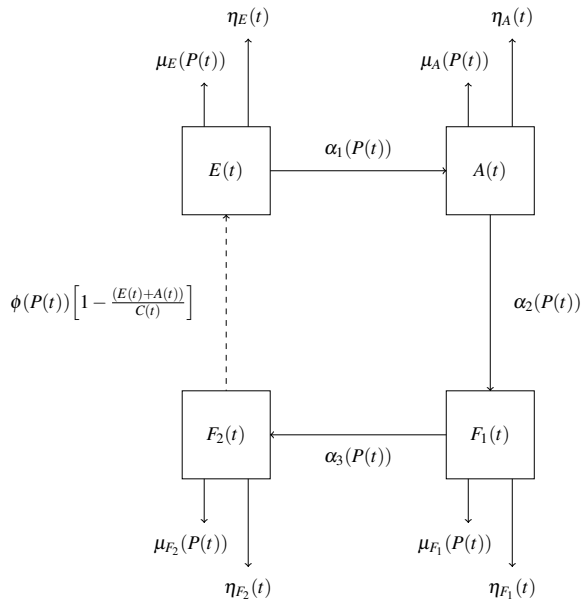 η_E(t)
η_A(t)
μ_E(P(t))
μ_A(P(t))
α_1(P(t))
E(t)
A(t)
ϕ(P(t))[1 − (E(t)+A(t))/C(t)]
α_2(P(t))
F_2(t)
F_1(t)
α_3(P(t))
μ_{F_2}(P(t))
μ_{F_1}(P(t))
η_{F_2}(t)
η_{F_1}(t)